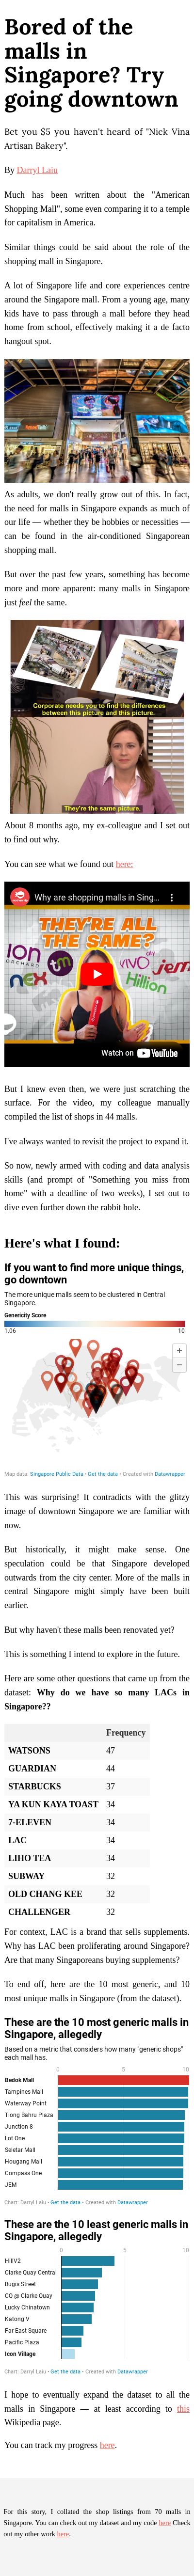 Bored of the
malls in
Singapore? Try
going downtown
Bet you $5 you haven't heard of "Nick Vina
Artisan Bakery".
By Darryl Laiu
Much has been written about the "American
Shopping Mall", some even comparing it to a temple
for capitalism in America.
Similar things could be said about the role of the
shopping mall in Singapore.
A lot of Singapore life and core experiences centre
around the Singapore mall. From a young age, many
kids have to pass through a mall before they head
home from school, effectively making it a de facto
hangout spot.
As adults, we don't really grow out of this. In fact,
the need for malls in Singapore expands as much of
our life — whether they be hobbies or necessities —
can be found in the air-conditioned Singaporean
shopping mall.
But over the past few years, something has become
more and more apparent: many malls in Singapore
just feel the same.
Corporate needs you to find the differences
between this picture and this picture.
They're the same picture.
About 8 months ago, my ex-colleague and I set out
to find out why.
You can see what we found out here:
Why are shopping malls in Sing...
THEY'RE ALL
THE SAME?
ION
ORCHARD
nex
tm
VIVO
jem
Hillion
Watch on YouTube
But I knew even then, we were just scratching the
surface. For the video, my colleague manually
compiled the list of shops in 44 malls.
I've always wanted to revisit the project to expand it.
So now, newly armed with coding and data analysis
skills (and prompt of "Something you miss from
home" with a deadline of two weeks), I set out to
dive even further down the rabbit hole.
Here's what I found:
If you want to find more unique things,
go downtown
The more unique malls seem to be clustered in Central
Singapore.
Genericity Score
1.06 10
+
−
Map data: Singapore Public Data • Get the data • Created with Datawrapper
This was surprising! It contradicts with the glitzy
image of downtown Singapore we are familiar with
now.
But historically, it might make sense. One
speculation could be that Singapore developed
outwards from the city center. More of the malls in
central Singapore might simply have been built
earlier.
But why haven't these malls been renovated yet?
This is something I intend to explore in the future.
Here are some other questions that came up from the
dataset: Why do we have so many LACs in
Singapore??
Frequency
WATSONS 47
GUARDIAN 44
STARBUCKS 37
YA KUN KAYA TOAST 34
7-ELEVEN 34
LAC 34
LIHO TEA 34
SUBWAY 32
OLD CHANG KEE 32
CHALLENGER 32
For context, LAC is a brand that sells supplements.
Why has LAC been proliferating around Singapore?
Are that many Singaporeans buying supplements?
To end off, here are the 10 most generic, and 10
most unique malls in Singapore (from the dataset).
These are the 10 most generic malls in
Singapore, allegedly
Based on a metric that considers how many "generic shops"
each mall has.
0 5 10
Bedok Mall
Tampines Mall
Waterway Point
Tiong Bahru Plaza
Junction 8
Lot One
Seletar Mall
Hougang Mall
Compass One
JEM
Chart: Darryl Laiu • Get the data • Created with Datawrapper
These are the 10 least generic malls in
Singapore, allegedly
0 5 10
HillV2
Clarke Quay Central
Bugis Street
CQ @ Clarke Quay
Lucky Chinatown
Katong V
Far East Square
Pacific Plaza
Icon Village
Chart: Darryl Laiu • Get the data • Created with Datawrapper
I hope to eventually expand the dataset to all the
malls in Singapore — at least according to this
Wikipedia page.
You can track my progress here.
For this story, I collated the shop listings from 70 malls in
Singapore. You can check out my dataset and my code here Check
out my other work here.